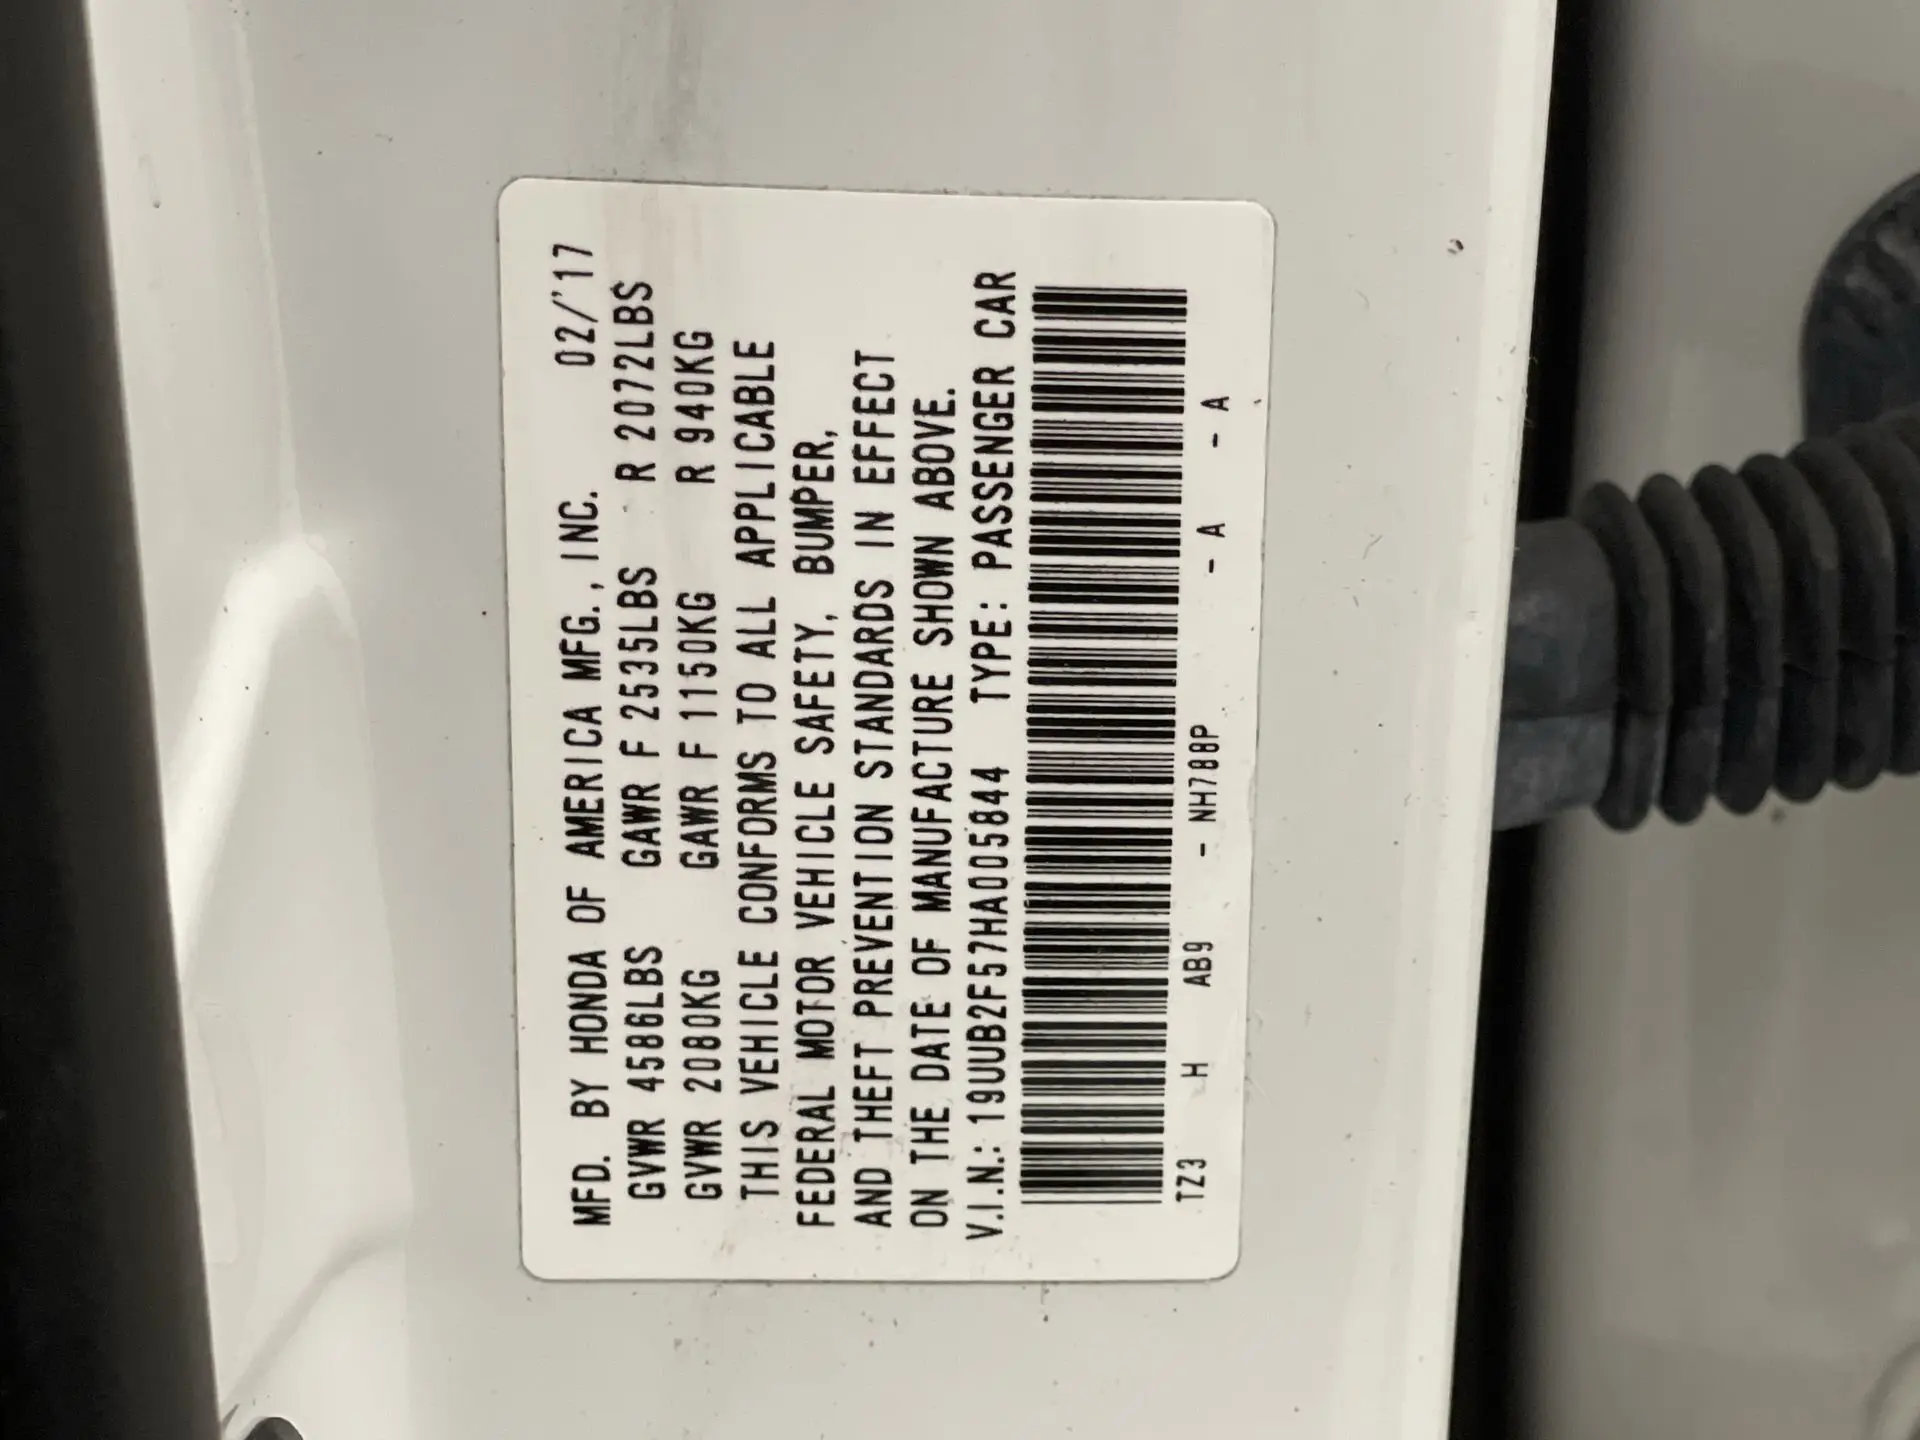 MFD. BY HONDA OF AMERICA MFG., INC. 02/'17
GVWR 4586LBS GAWR F 2535LBS R 2072LBS
GVWR 2080KG GAWR F 1150KG R 940KG
THIS VEHICLE CONFORMS TO ALL APPLICABLE
FEDERAL MOTOR VEHICLE SAFETY, BUMPER,
AND THEFT PREVENTION STANDARDS IN EFFECT
ON THE DATE OF MANUFACTURE SHOWN ABOVE.
V.I.N.: 19UUB2F57HA005844 TYPE: PASSENGER CAR
TZ3 H AB9 - NH788P - A - A